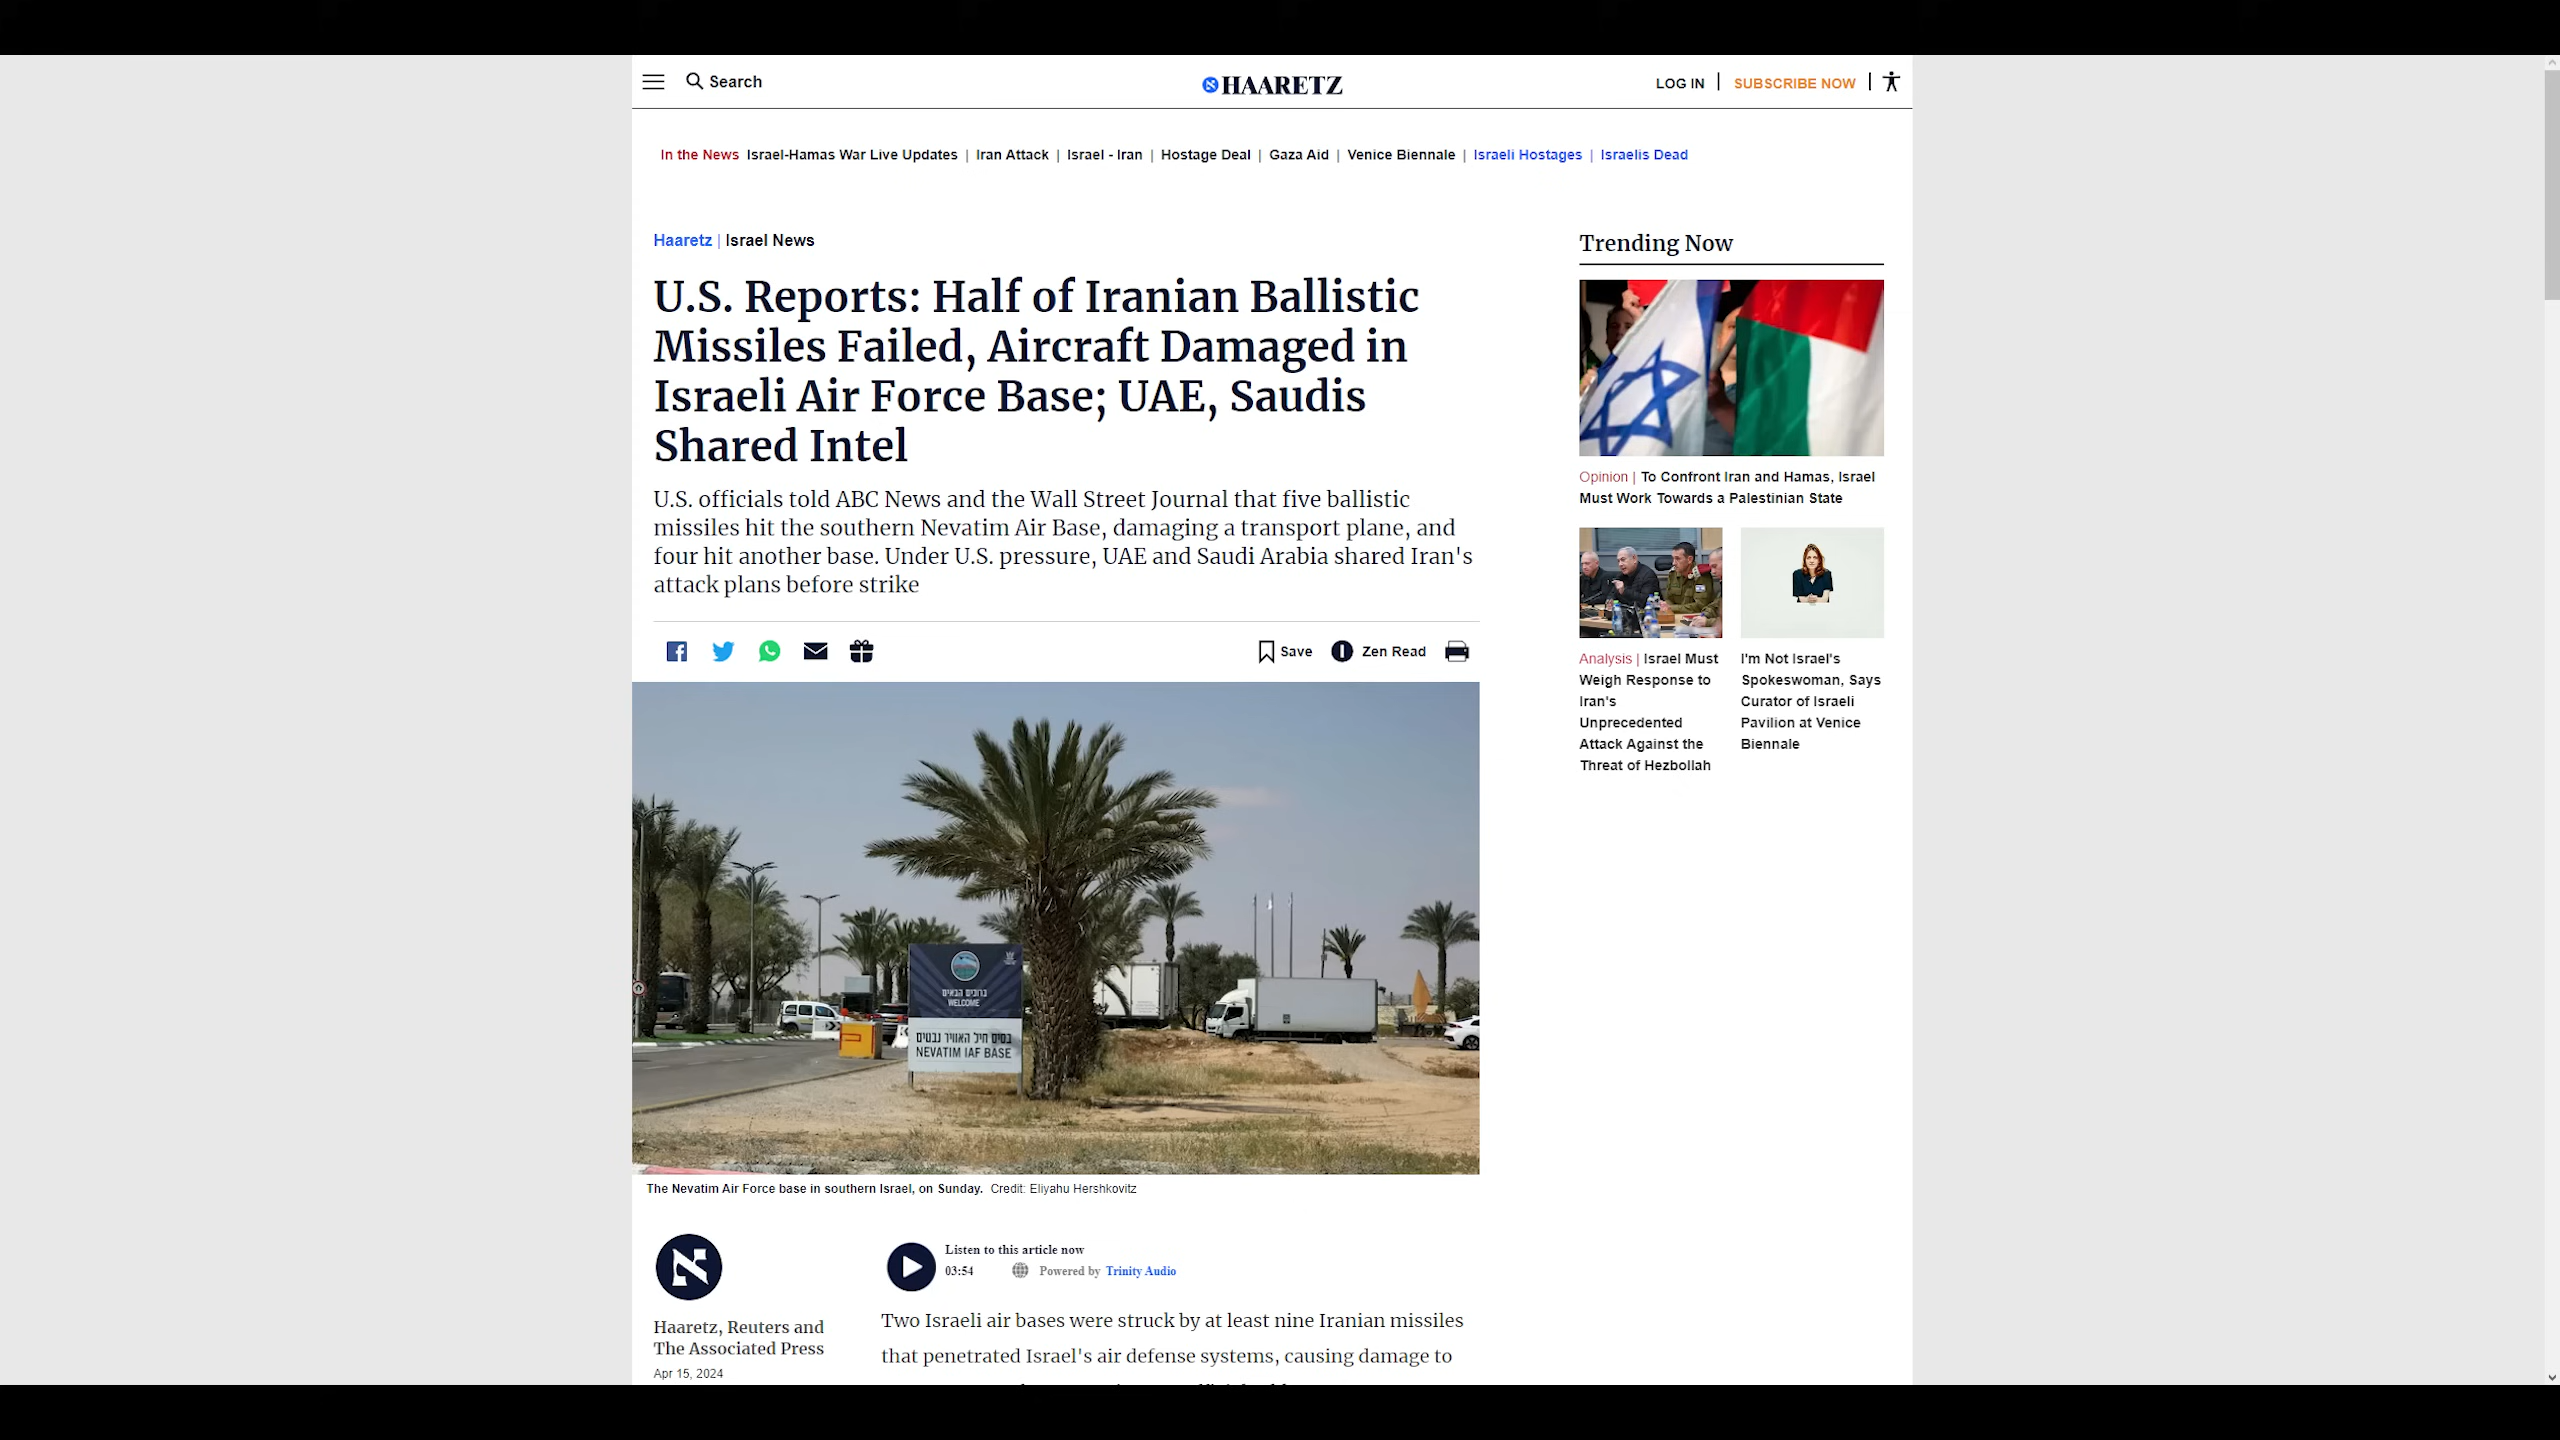 Search
HAARETZ
LOG IN | SUBSCRIBE NOW |
In the News Israel-Hamas War Live Updates | Iran Attack | Israel - Iran | Hostage Deal | Gaza Aid | Venice Biennale | Israeli Hostages | Israelis Dead
Haaretz | Israel News
U.S. Reports: Half of Iranian Ballistic
Missiles Failed, Aircraft Damaged in
Israeli Air Force Base; UAE, Saudis
Shared Intel
U.S. officials told ABC News and the Wall Street Journal that five ballistic
missiles hit the southern Nevatim Air Base, damaging a transport plane, and
four hit another base. Under U.S. pressure, UAE and Saudi Arabia shared Iran's
attack plans before strike
Save
Zen Read
ברוכים הבאים
WELCOME
בסיס חיל האוויר נבטים
NEVATIM IAF BASE
The Nevatim Air Force base in southern Israel, on Sunday. Credit: Eliyahu Hershkovitz
Haaretz, Reuters and
The Associated Press
Apr 15, 2024
Listen to this article now
03:54
Powered by Trinity Audio
Two Israeli air bases were struck by at least nine Iranian missiles
that penetrated Israel's air defense systems, causing damage to
Trending Now
Opinion | To Confront Iran and Hamas, Israel
Must Work Towards a Palestinian State
Analysis | Israel Must
Weigh Response to
Iran's
Unprecedented
Attack Against the
Threat of Hezbollah
I'm Not Israel's
Spokeswoman, Says
Curator of Israeli
Pavilion at Venice
Biennale